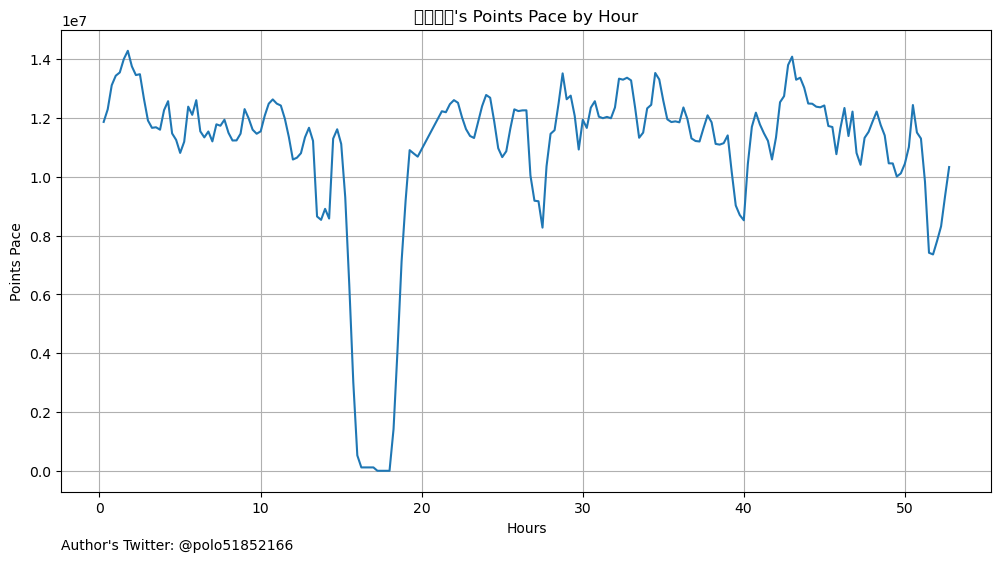 𝗒𝗒𝗒𝗒's Points Pace by Hour
1e7
1.4
1.2
1.0
0.8
0.6
0.4
0.2
0.0
Points Pace
0 10 20 30 40 50
Hours
Author's Twitter: @polo51852166